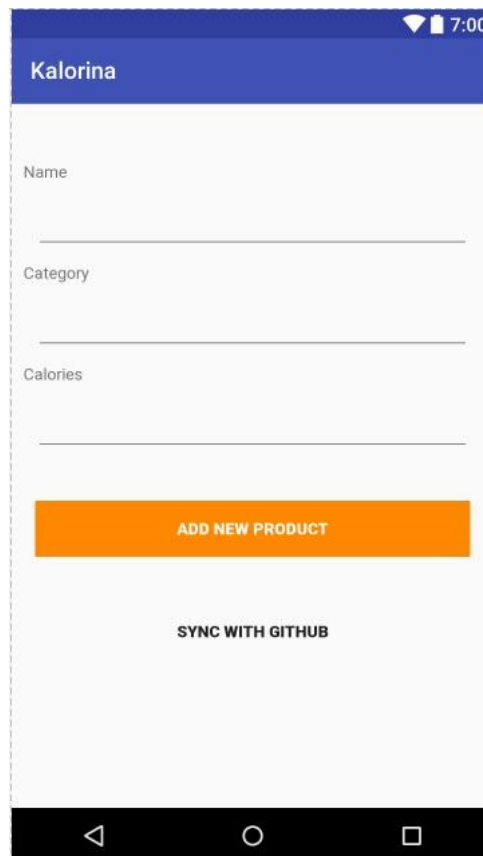 7:00
Kalorina
Name
Category
Calories
ADD NEW PRODUCT
SYNC WITH GITHUB